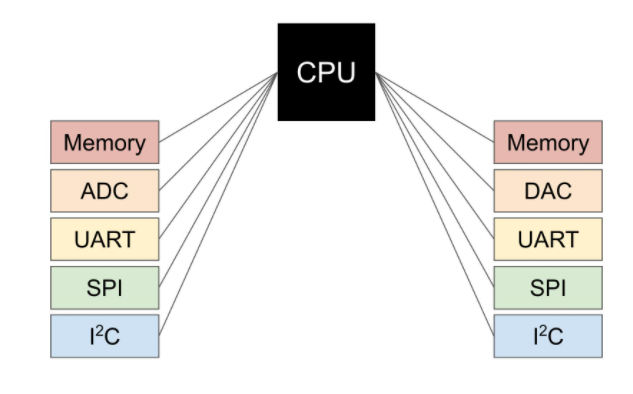 CPU
Memory
ADC
UART
SPI
I²C
Memory
DAC
UART
SPI
I²C